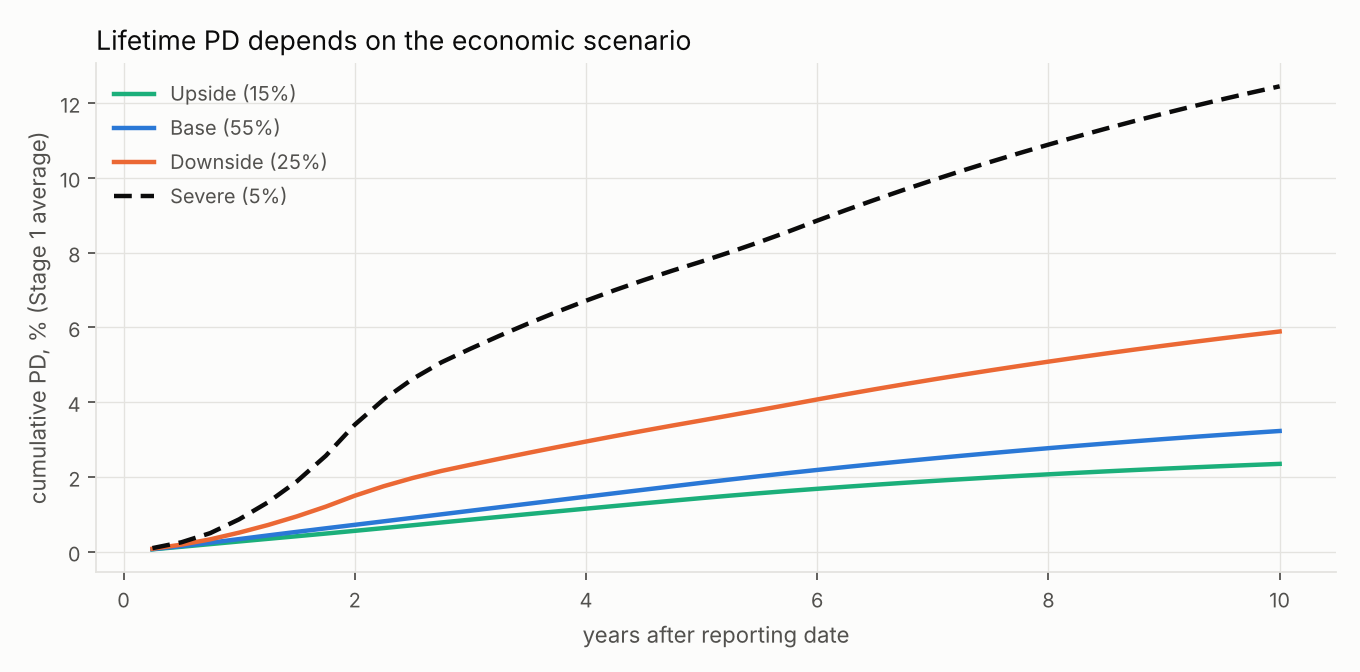 Lifetime PD depends on the economic scenario
Upside (15%)
Base (55%)
Downside (25%)
Severe (5%)
cumulative PD, % (Stage 1 average)
12
10
8
6
4
2
0
0 2 4 6 8 10
years after reporting date